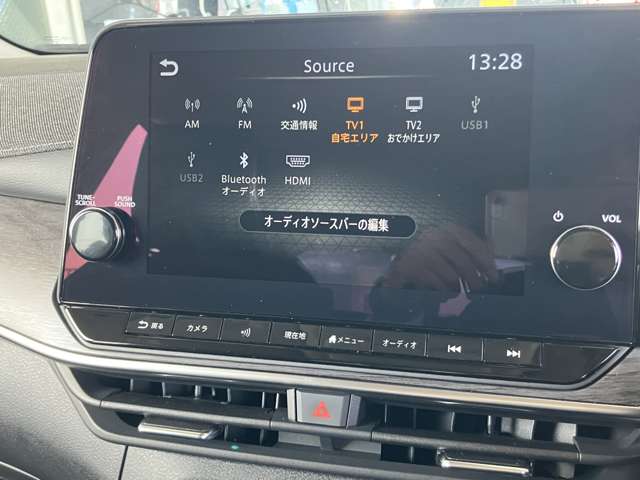 Source
13:28
AM
FM
交通情報
TV1
自宅エリア
TV2
おでかけエリア
USB1
USB2
Bluetooth
オーディオ
HDMI
オーディオソースバーの編集
TUNE・
SCROLL
PUSH
SOUND
VOL
戻る
カメラ
現在地
メニュー
オーディオ